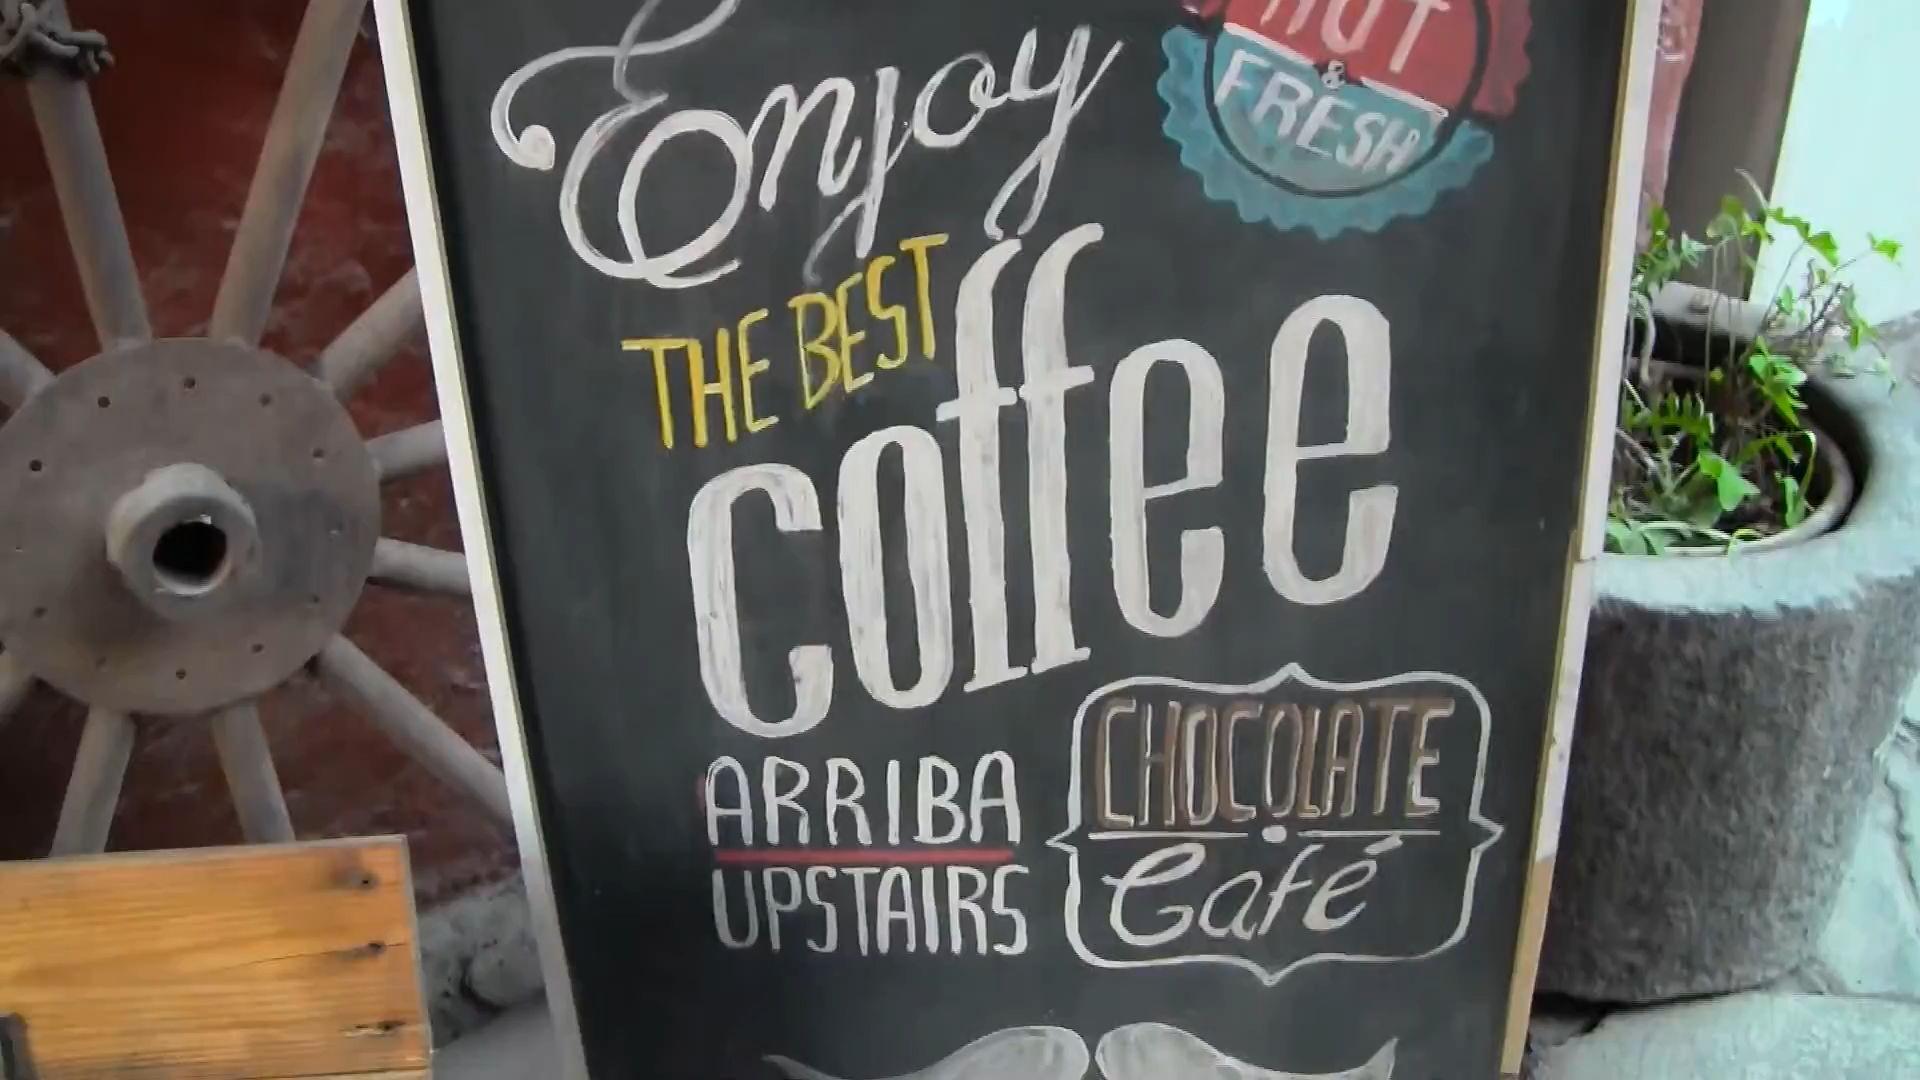 Enjoy
HOT
&
FRESH
THE BEST
coffee
ARRIBA
UPSTAIRS
CHOCOLATE
Café